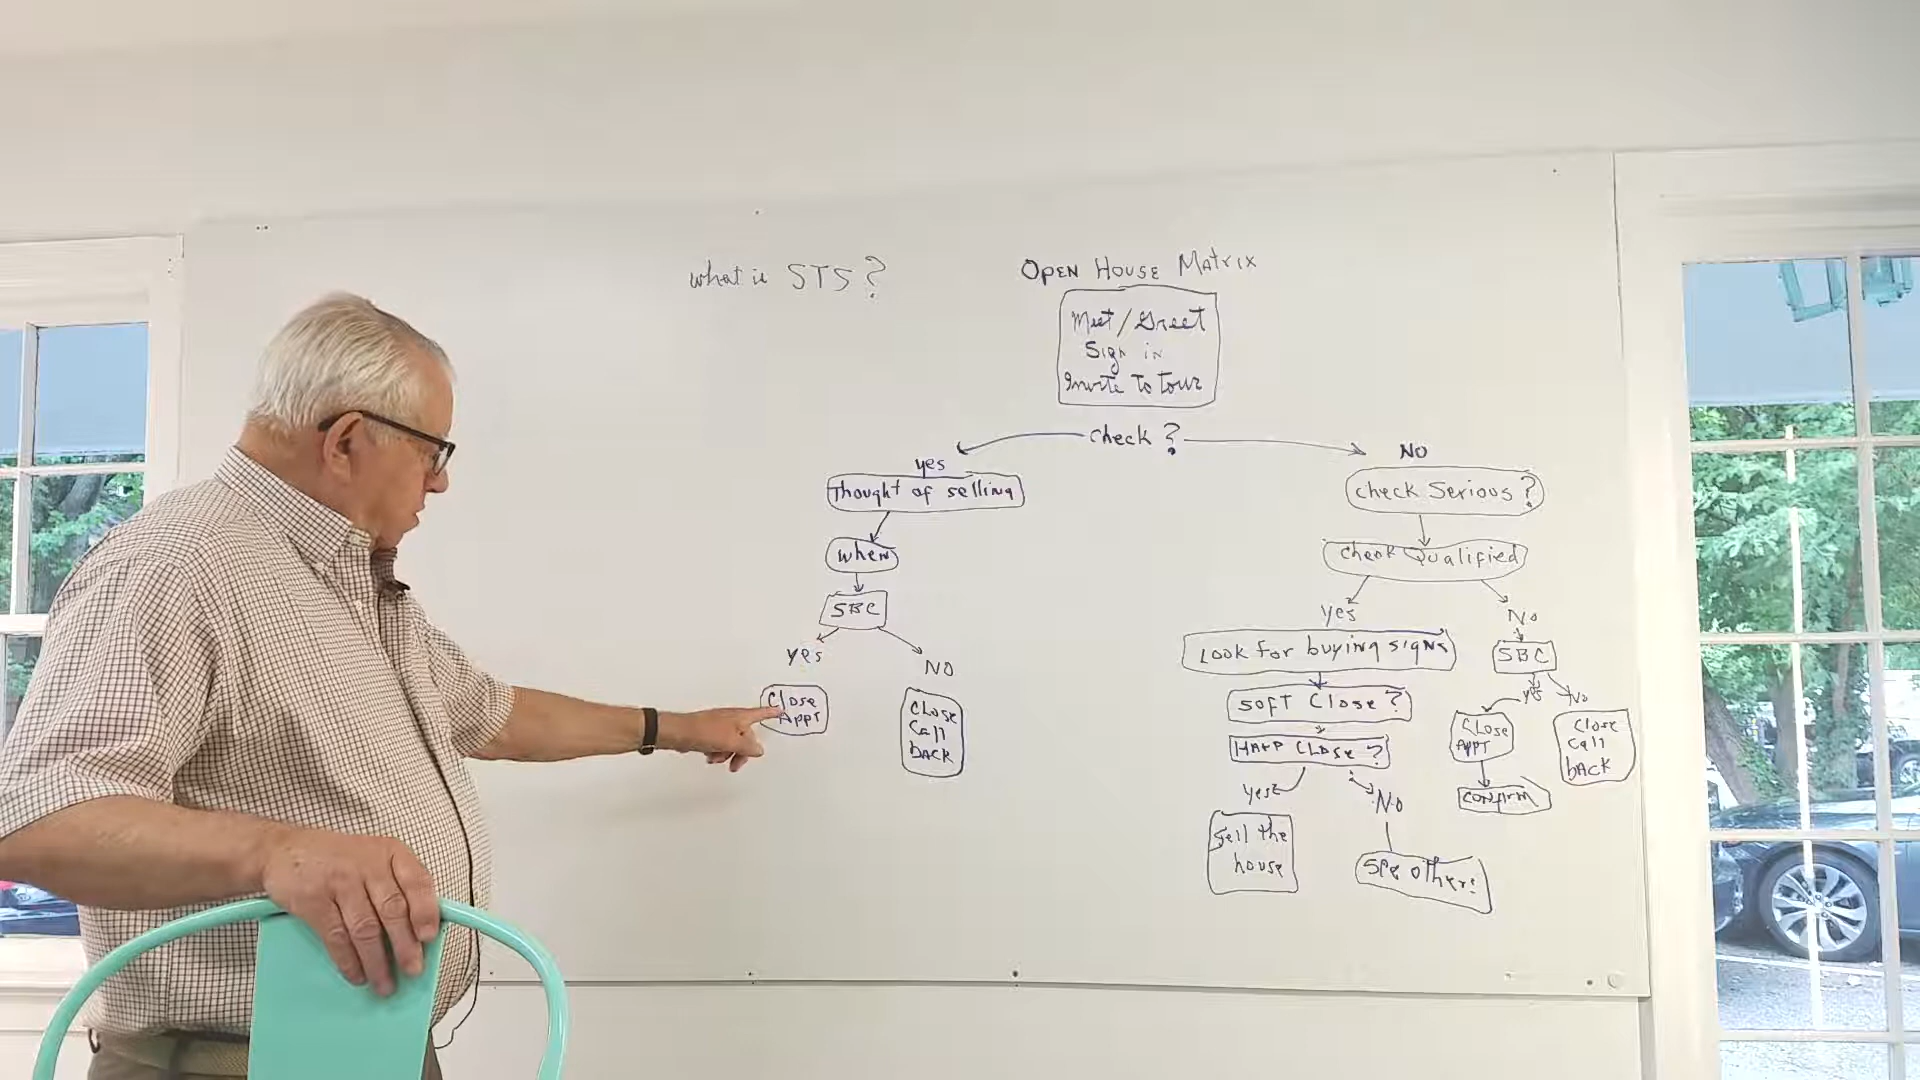 what is STS?
OPEN HOUSE MATRIX
Meet/Greet
Sign in
Invite To Tour
Check?
yes
NO
Thought of selling
Check Serious?
when
Check Qualified
SBC
yes
NO
Yes
No
Look for buying signs
SBC
yes
No
Close
APPT
CLose
Call
back
SOFT Close?
HARD CLose?
CLose
APPT
Close
Call
bACK
CONFIRM
yes
No
Sell the
house
See others